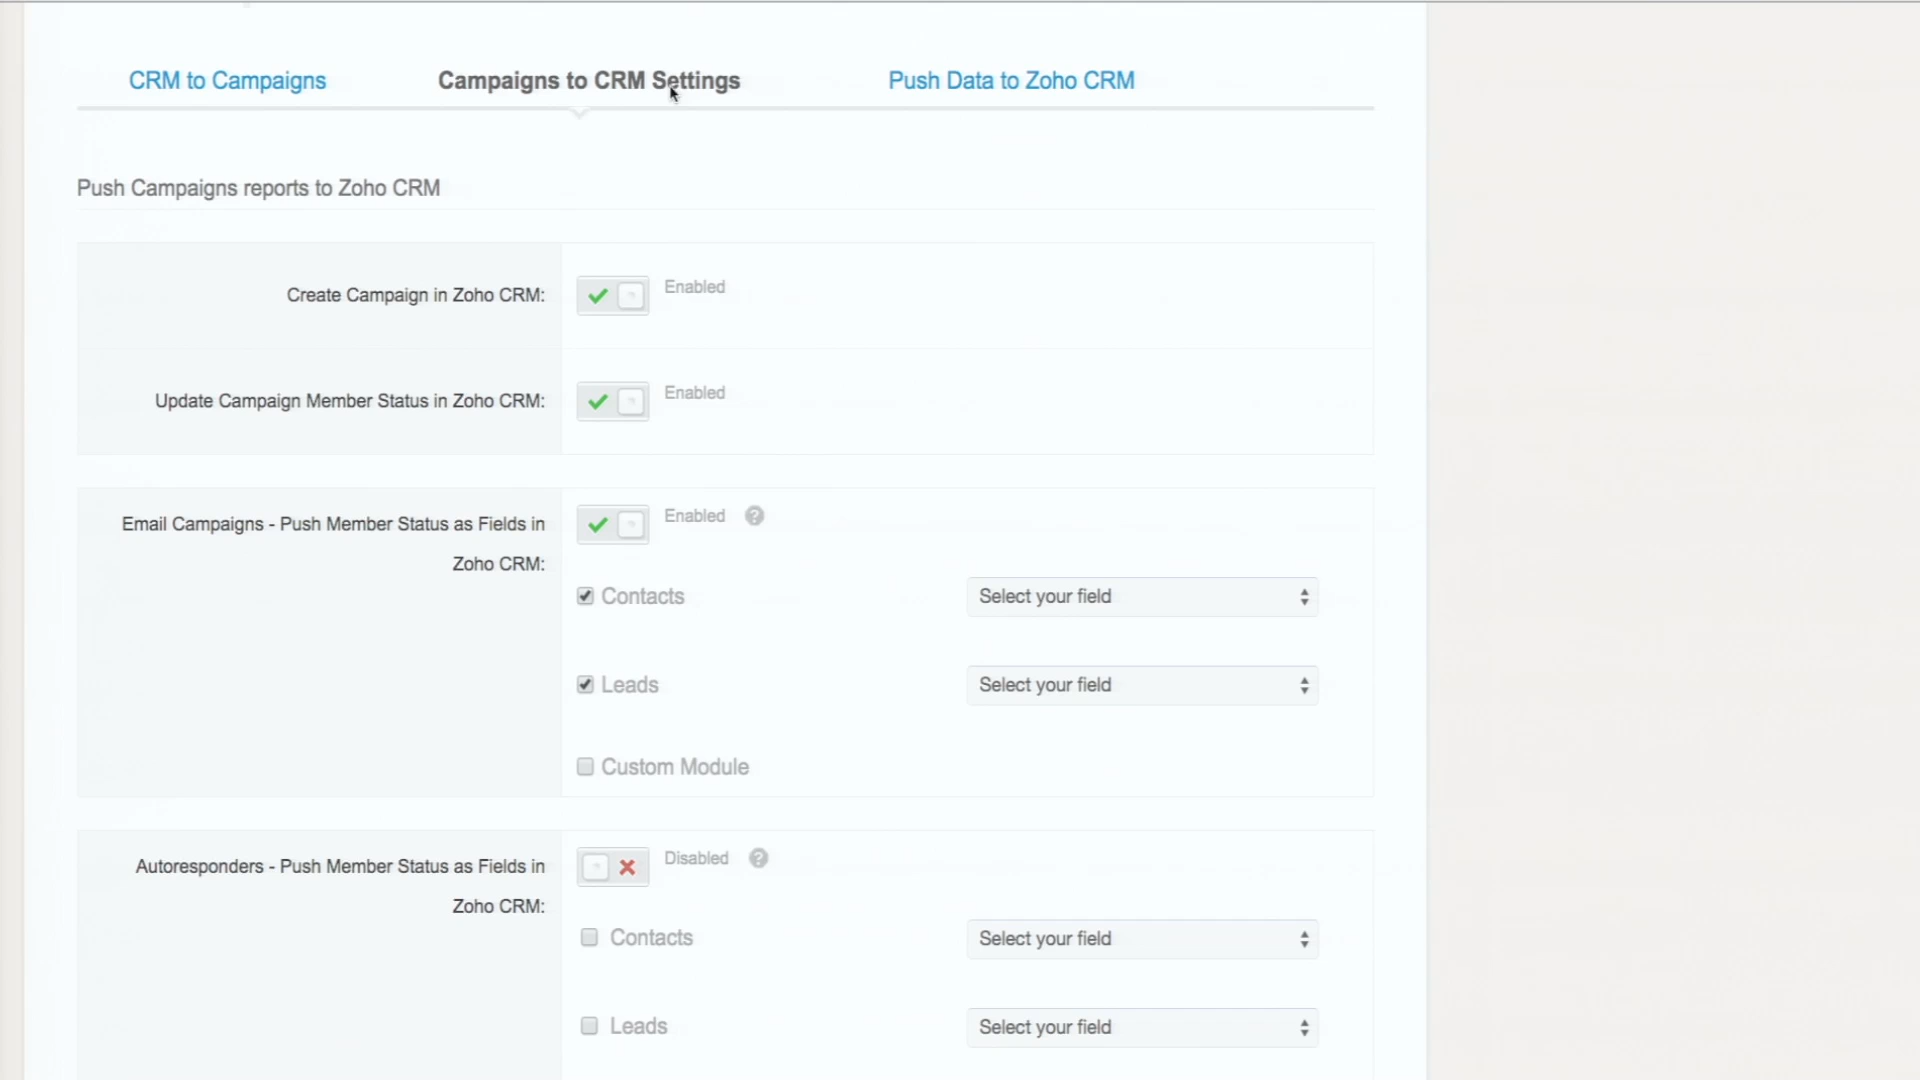 CRM to Campaigns Campaigns to CRM Settings Push Data to Zoho CRM
Push Campaigns reports to Zoho CRM
Create Campaign in Zoho CRM: Enabled
Update Campaign Member Status in Zoho CRM: Enabled
Email Campaigns - Push Member Status as Fields in
Zoho CRM:
Enabled ?
Contacts Select your field
Leads Select your field
Custom Module
Autoresponders - Push Member Status as Fields in
Zoho CRM:
Disabled ?
Contacts Select your field
Leads Select your field